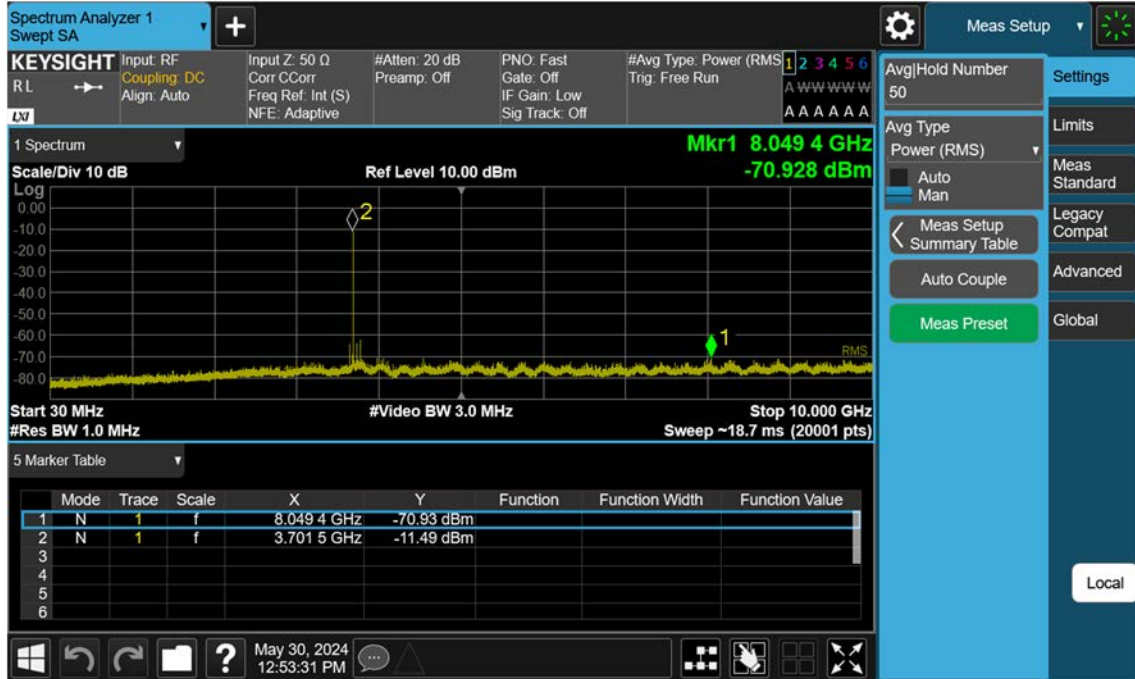 Spectrum Analyzer 1
Swept SA
+
Meas Setup
KEYSIGHT
R L
LXI
Input: RF
Coupling: DC
Align: Auto
Input Z: 50 Ω
Corr CCorr
Freq Ref: Int (S)
NFE: Adaptive
#Atten: 20 dB
Preamp: Off
PNO: Fast
Gate: Off
IF Gain: Low
Sig Track: Off
#Avg Type: Power (RMS
Trig: Free Run
1 2 3 4 5 6
A W W W W W
A A A A A A
1 Spectrum
Scale/Div 10 dB
Ref Level 10.00 dBm
Mkr1 8.049 4 GHz
-70.928 dBm
Log
0.00
-10.0
-20.0
-30.0
-40.0
-50.0
-60.0
-70.0
-80.0
2
1
RMS
Start 30 MHz
#Video BW 3.0 MHz
Stop 10.000 GHz
#Res BW 1.0 MHz
Sweep ~18.7 ms (20001 pts)
5 Marker Table
Mode Trace Scale X Y Function Function Width Function Value
1 N 1 f 8.049 4 GHz -70.93 dBm
2 N 1 f 3.701 5 GHz -11.49 dBm
3
4
5
6
Avg|Hold Number
50
Avg Type
Power (RMS)
Auto
Man
Meas Setup
Summary Table
Auto Couple
Meas Preset
Settings
Limits
Meas
Standard
Legacy
Compat
Advanced
Global
Local
?
May 30, 2024
12:53:31 PM